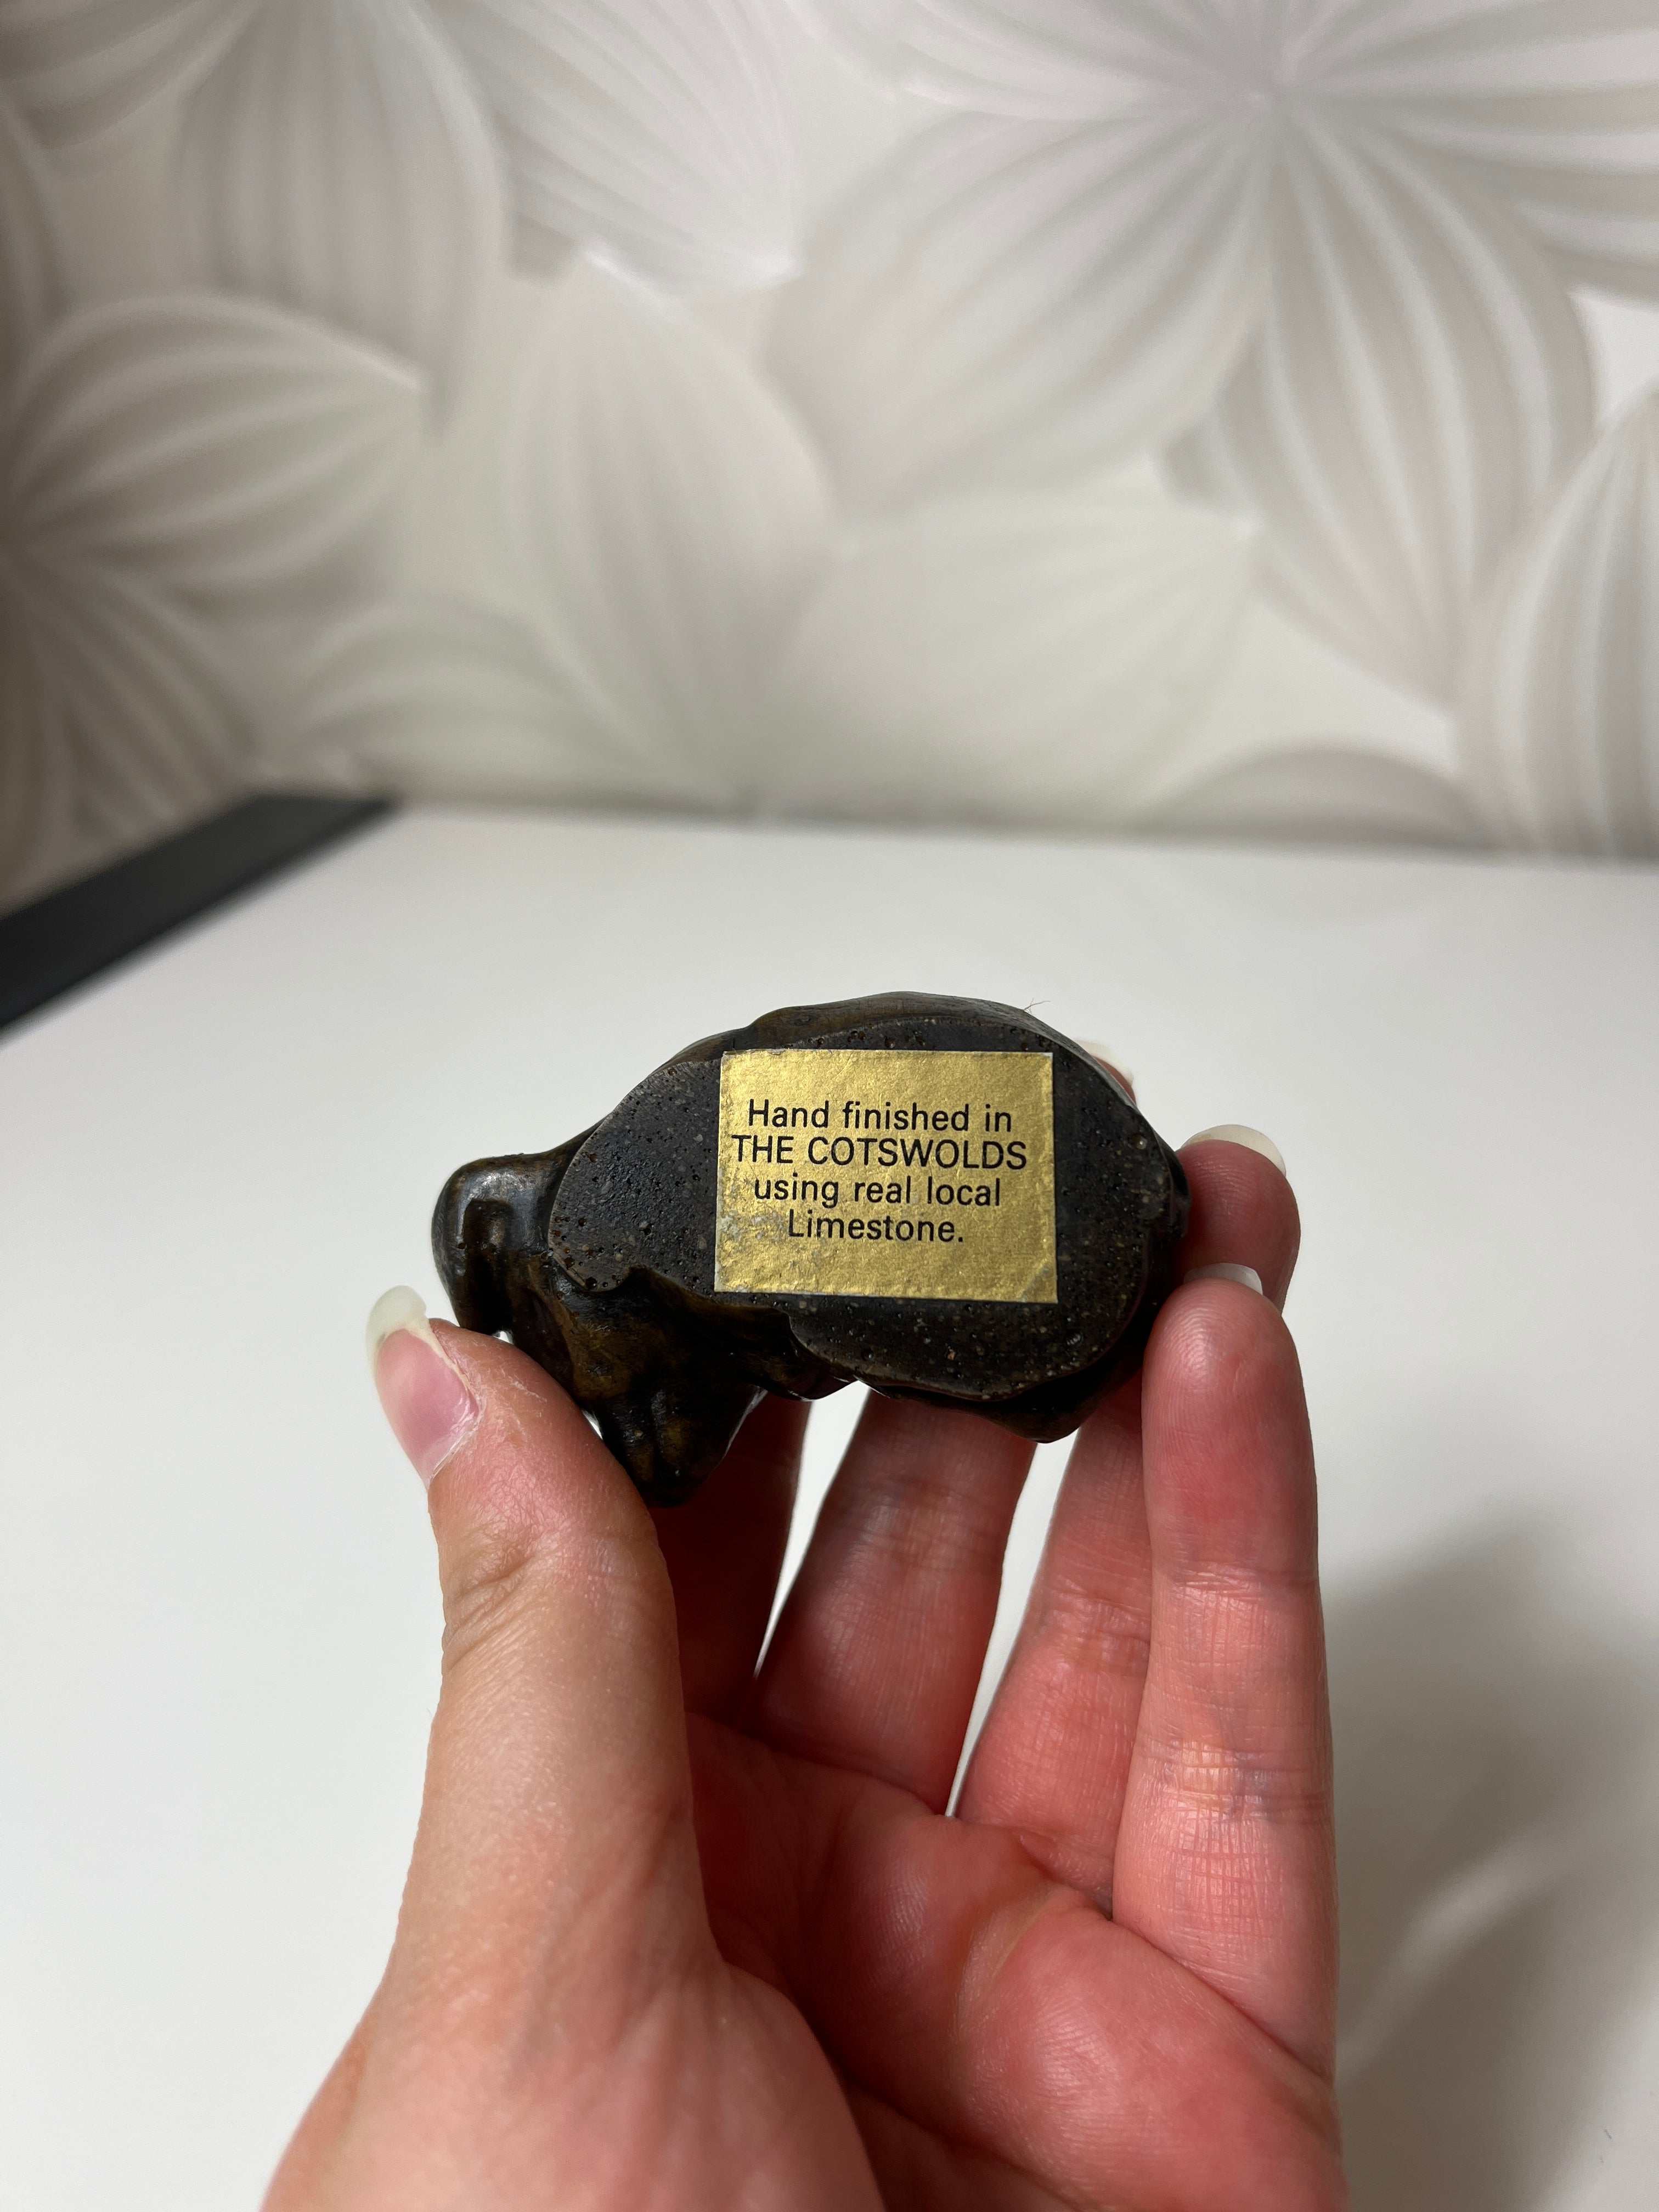 Hand finished in
THE COTSWOLDS
using real local
Limestone.